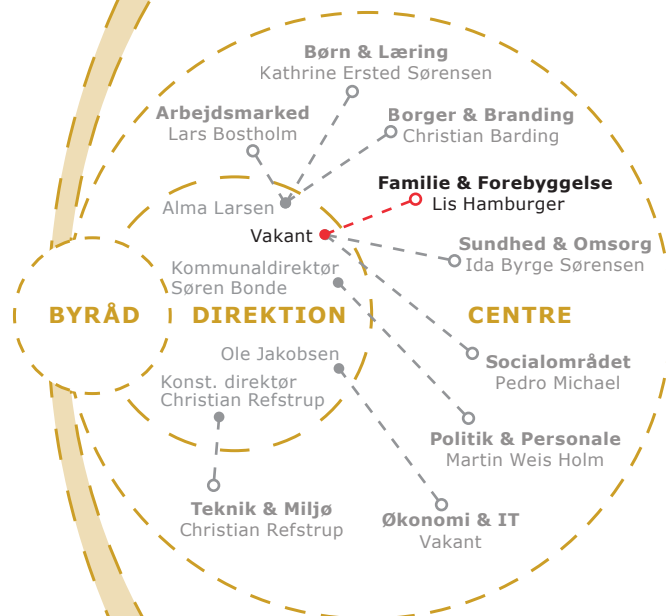 Børn & Læring
Kathrine Ersted Sørensen
Arbejdsmarked
Lars Bostholm
Borger & Branding
Christian Barding
Familie & Forebyggelse
Lis Hamburger
Alma Larsen
Vakant
Sundhed & Omsorg
Ida Byrge Sørensen
Kommunaldirektør
Søren Bonde
BYRÅD
DIREKTION
CENTRE
Ole Jakobsen
Socialområdet
Pedro Michael
Konst. direktør
Christian Refstrup
Politik & Personale
Martin Weis Holm
Teknik & Miljø
Christian Refstrup
Økonomi & IT
Vakant